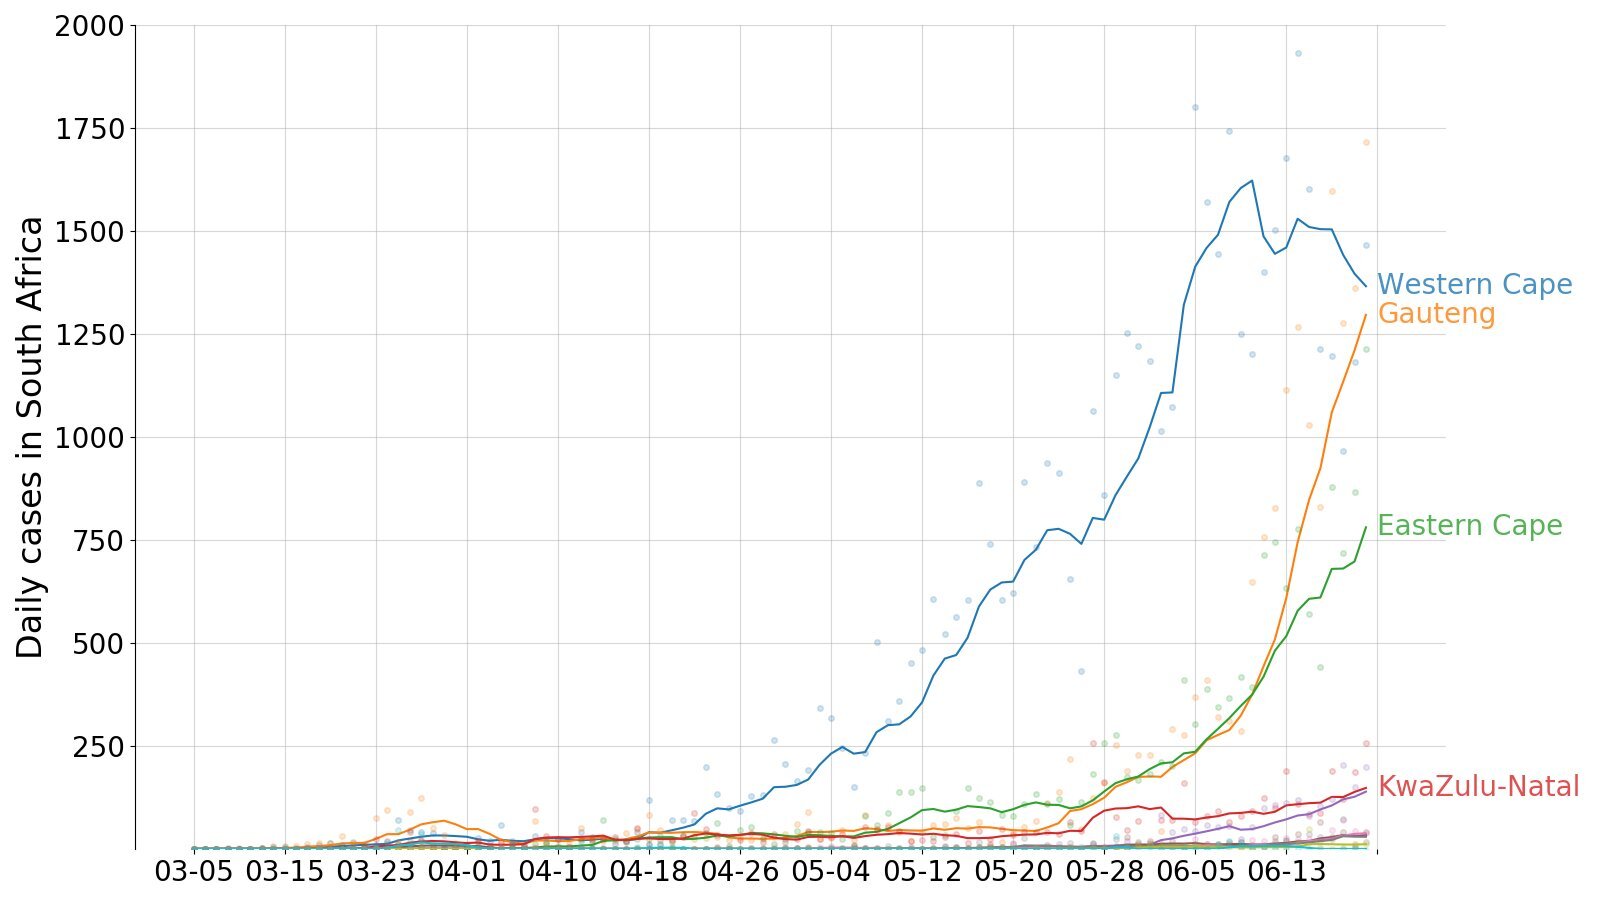 Daily cases in South Africa
2000
1750
1500
1250
1000
750
500
250
Western Cape
Gauteng
Eastern Cape
KwaZulu-Natal
03-05 03-15 03-23 04-01 04-10 04-18 04-26 05-04 05-12 05-20 05-28 06-05 06-13